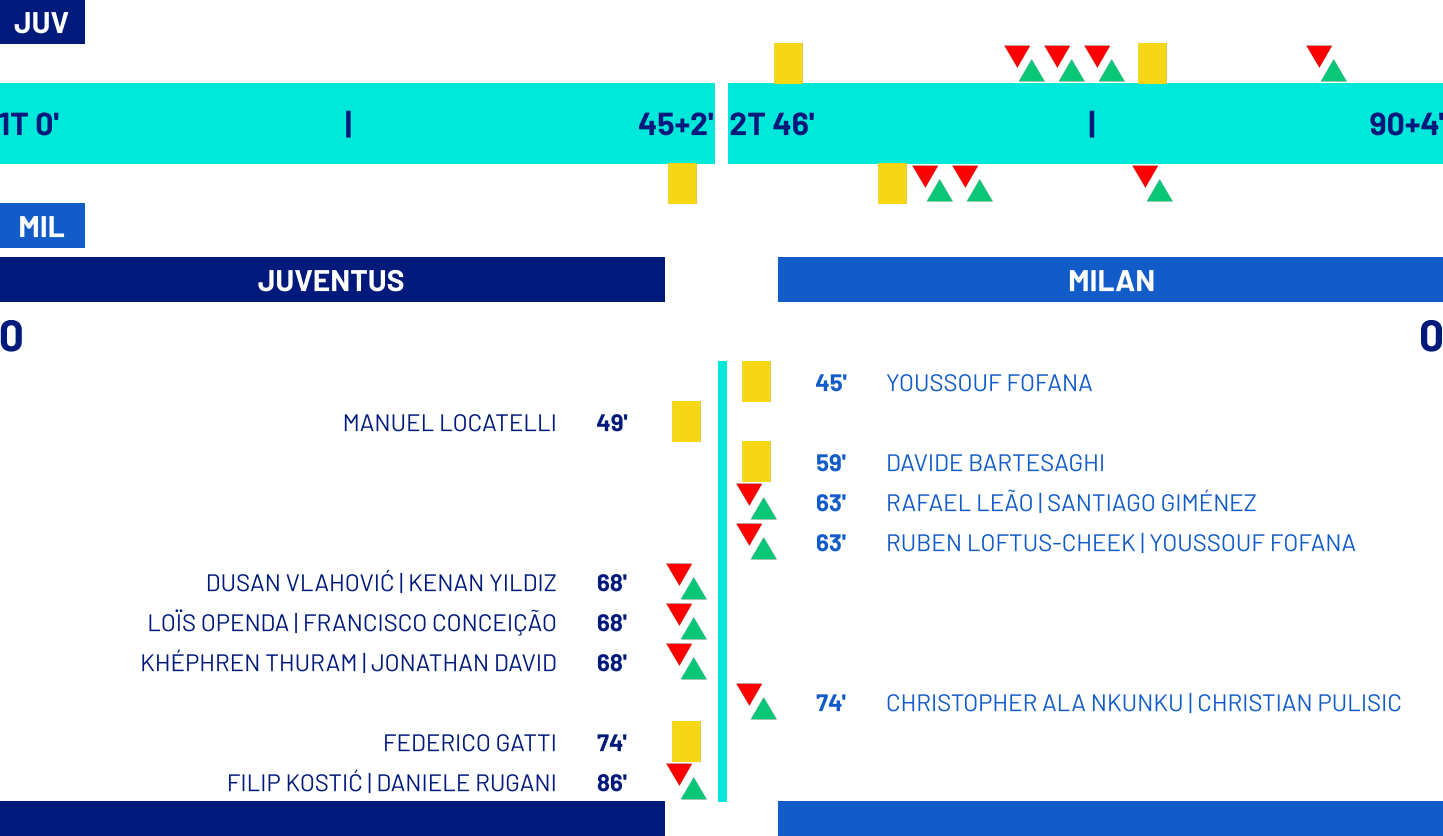 JUV
1T 0' | 45+2' 2T 46' | 90+4'
MIL
JUVENTUS MILAN
0 0
45' YOUSSOUF FOFANA
MANUEL LOCATELLI 49'
59' DAVIDE BARTESAGHI
63' RAFAEL LEÃO | SANTIAGO GIMÉNEZ
63' RUBEN LOFTUS-CHEEK | YOUSSOUF FOFANA
DUSAN VLAHOVIĆ | KENAN YILDIZ 68'
LOÏS OPENDA | FRANCISCO CONCEIÇÃO 68'
KHÉPHREN THURAM | JONATHAN DAVID 68'
74' CHRISTOPHER ALA NKUNKU | CHRISTIAN PULISIC
FEDERICO GATTI 74'
FILIP KOSTIĆ | DANIELE RUGANI 86'